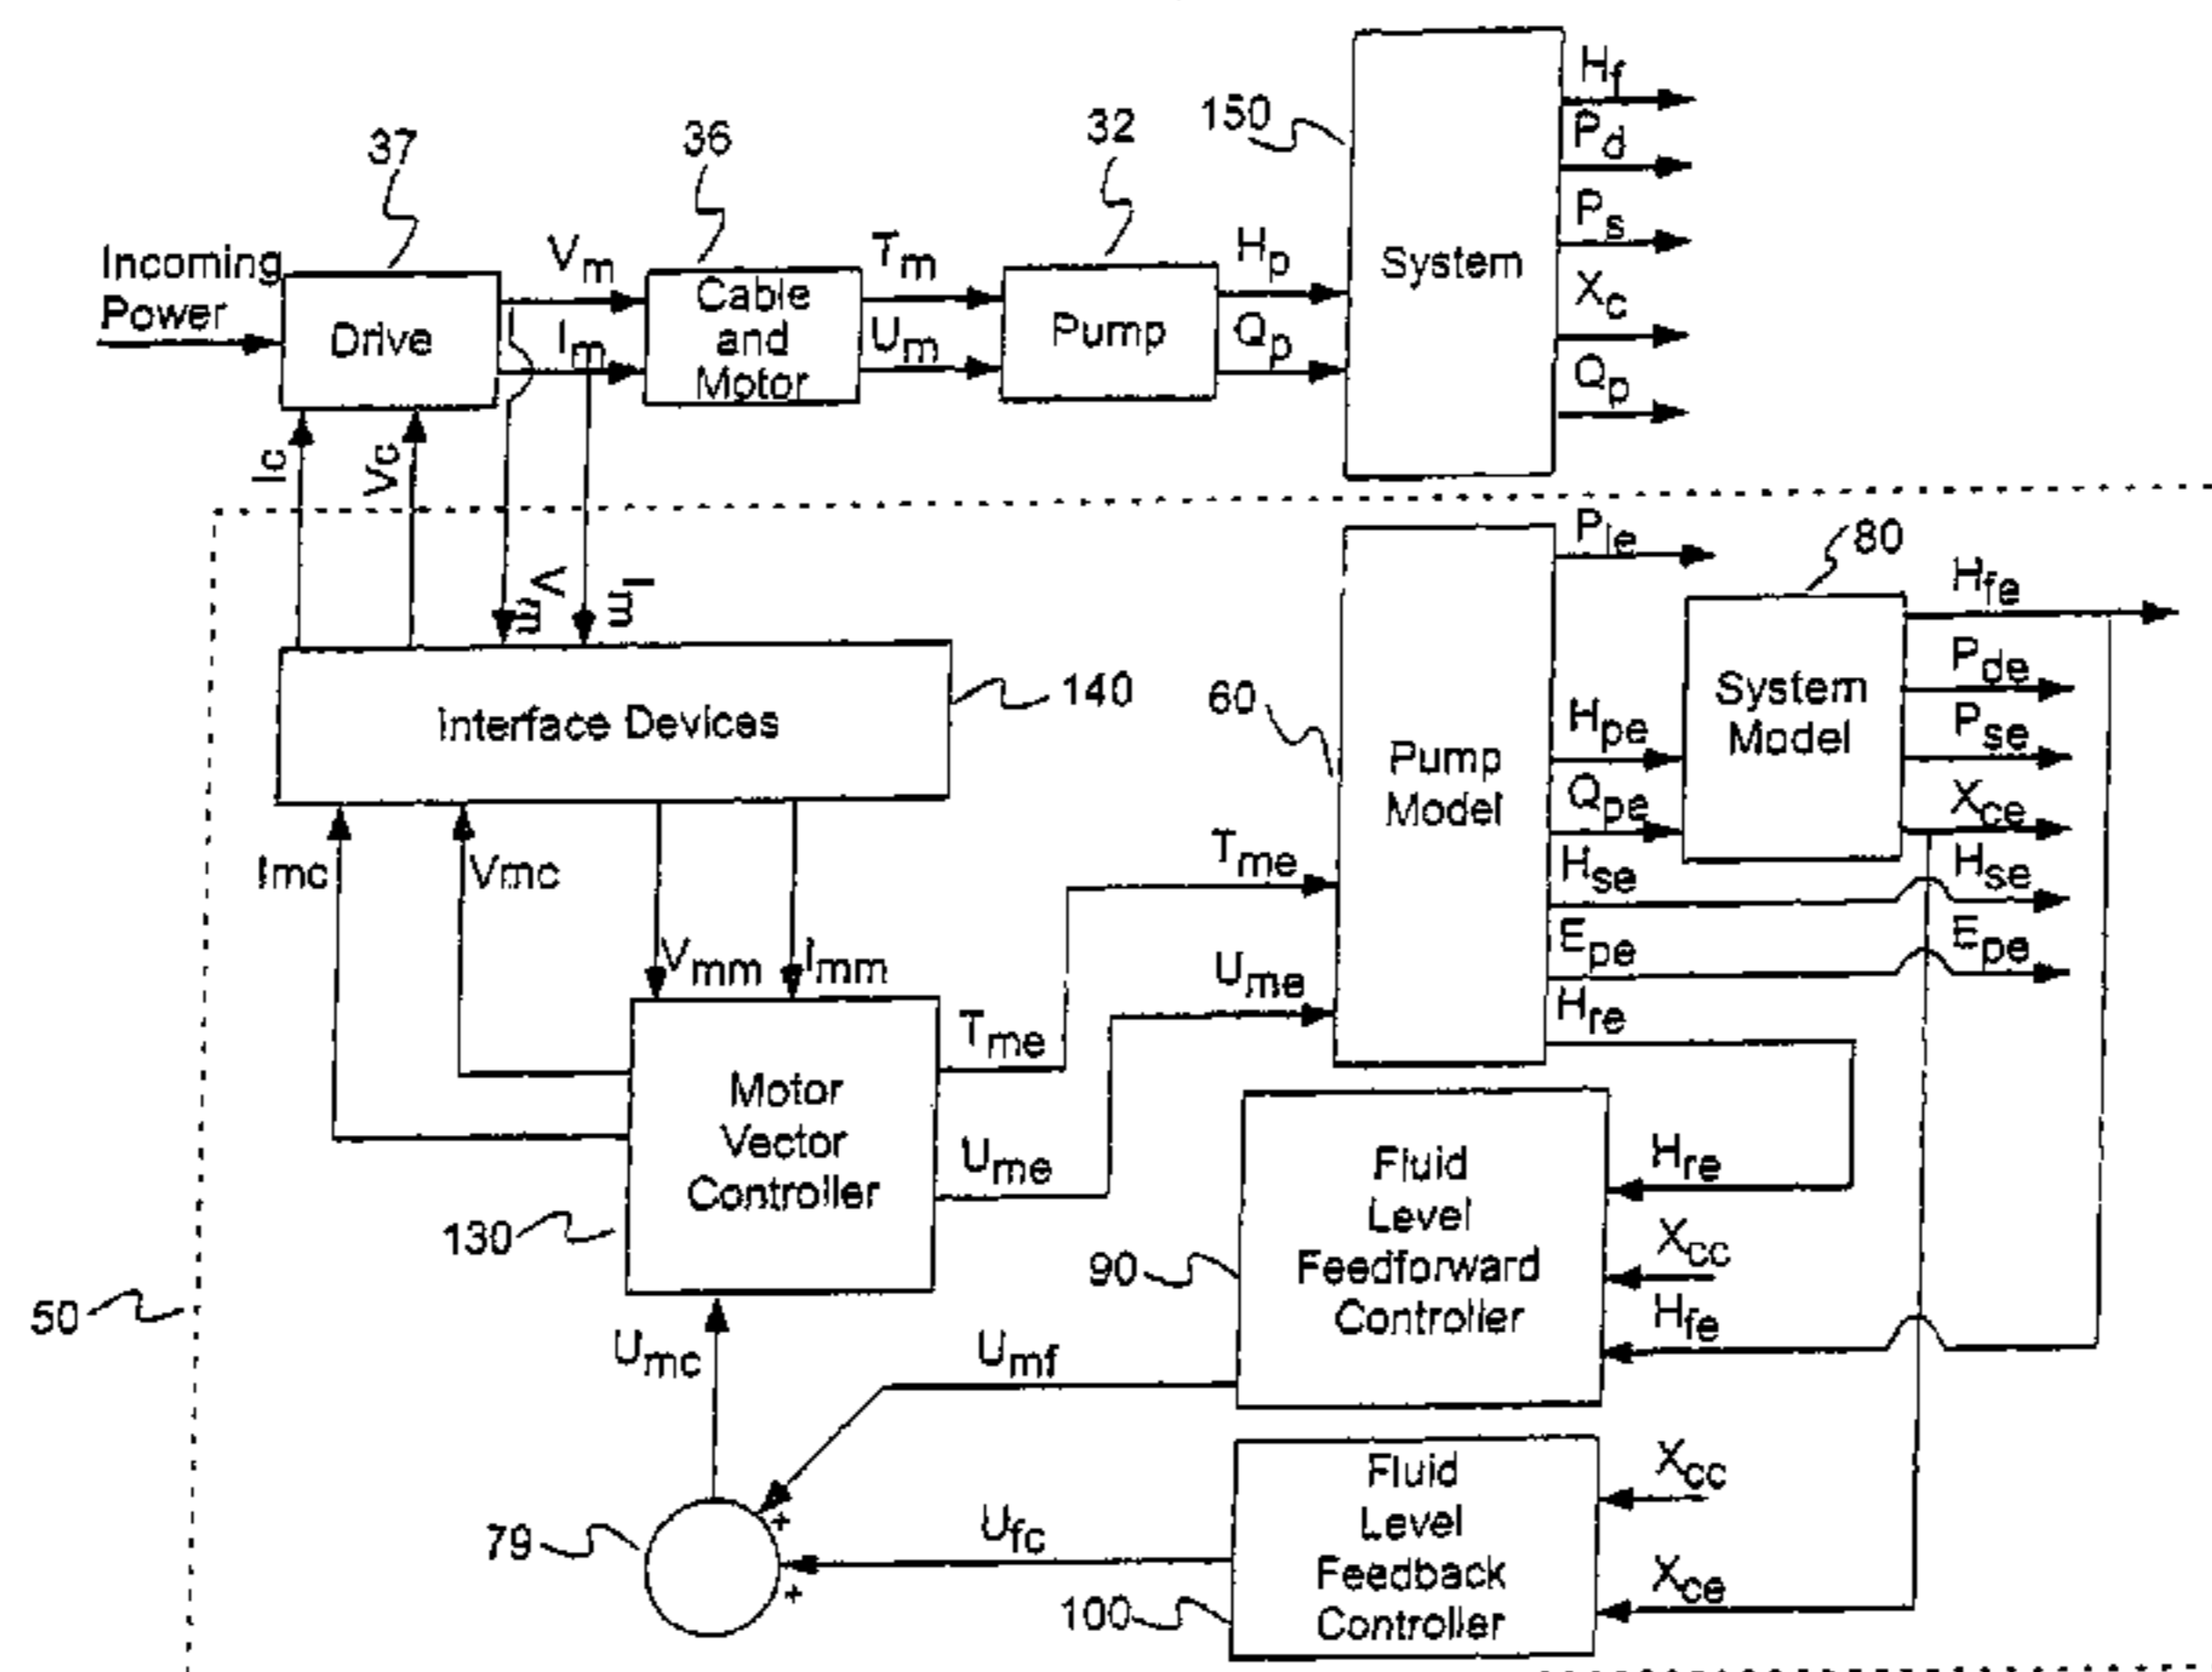 37
36
32
150
Incoming
Power
Drive
Vm
Im
Cable
and
Motor
Tm
Um
Pump
Hp
Qp
System
Hf
Pd
Ps
Xc
Qp
Ic
Vc
Vm
Im
Interface Devices
140
60
Pump
Model
Ple
Hpe
Qpe
Hse
Epe
Hre
80
System
Model
Hfe
Pde
Pse
Xce
Hse
Epe
Imc
Vmc
Vmm
Imm
Tme
Ume
Motor
Vector
Controller
130
Tme
Ume
50
Umc
Umf
90
Fluid
Level
Feedforward
Controller
Hre
Xcc
Hfe
79
+
+
Ufc
100
Fluid
Level
Feedback
Controller
Xcc
Xce